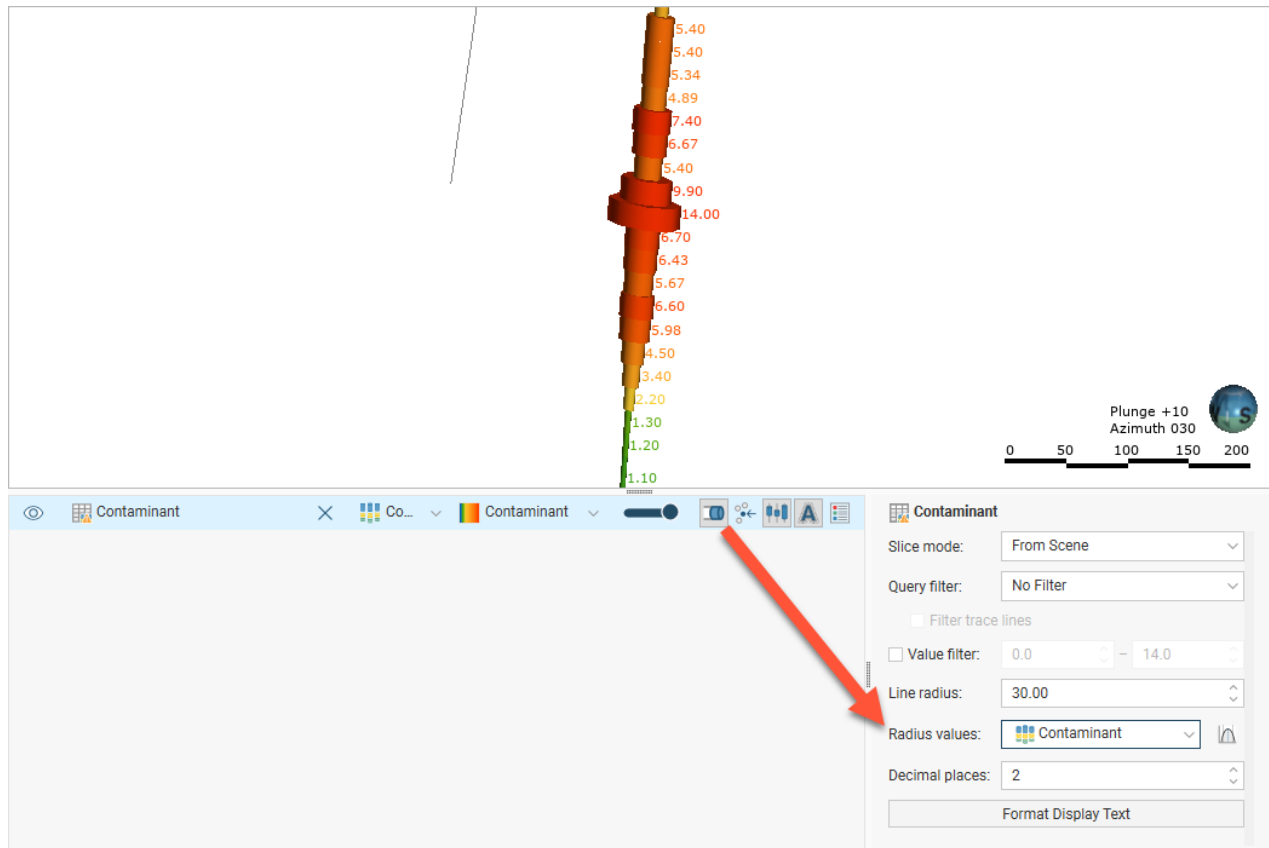 5.40
5.40
5.34
4.89
7.40
6.67
5.40
9.90
14.00
6.70
6.43
5.67
6.60
5.98
4.50
3.40
2.20
1.30
1.20
1.10
Plunge +10
Azimuth 030
0 50 100 150 200
S
Contaminant Co... Contaminant A
Contaminant
Slice mode: From Scene
Query filter: No Filter
Filter trace lines
Value filter: 0.0 – 14.0
Line radius: 30.00
Radius values: Contaminant
Decimal places: 2
Format Display Text